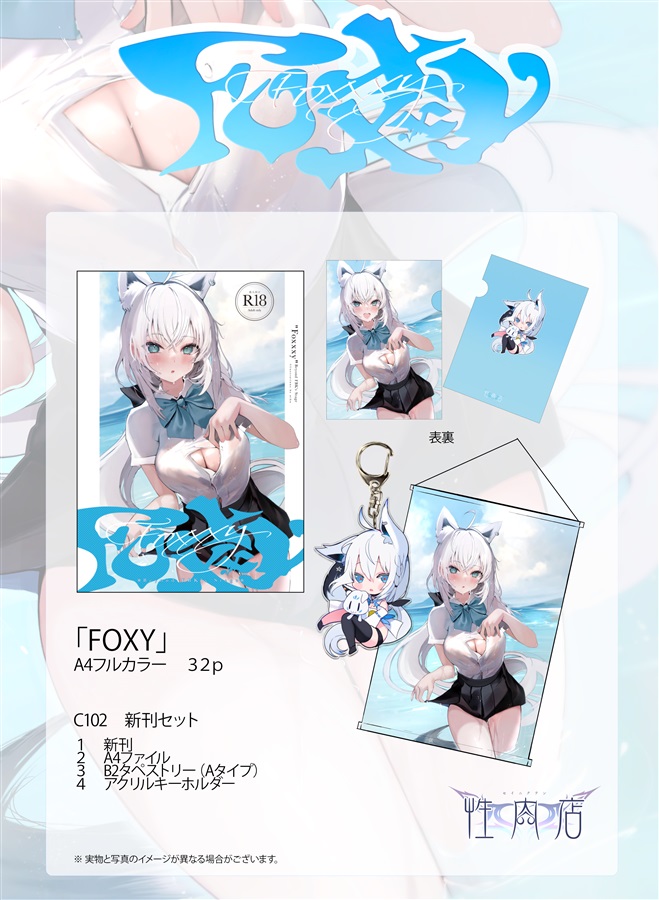 FOXXXY
Foxxxy
R18
"Foxxxy"
Foxxxy
表裏
「FOXY」
A4フルカラー　32p
C102　新刊セット
1　新刊
2　A4ファイル
3　B2タペストリー（Aタイプ）
4　アクリルキーホルダー
性肉店
※ 実物と写真のイメージが異なる場合がございます。